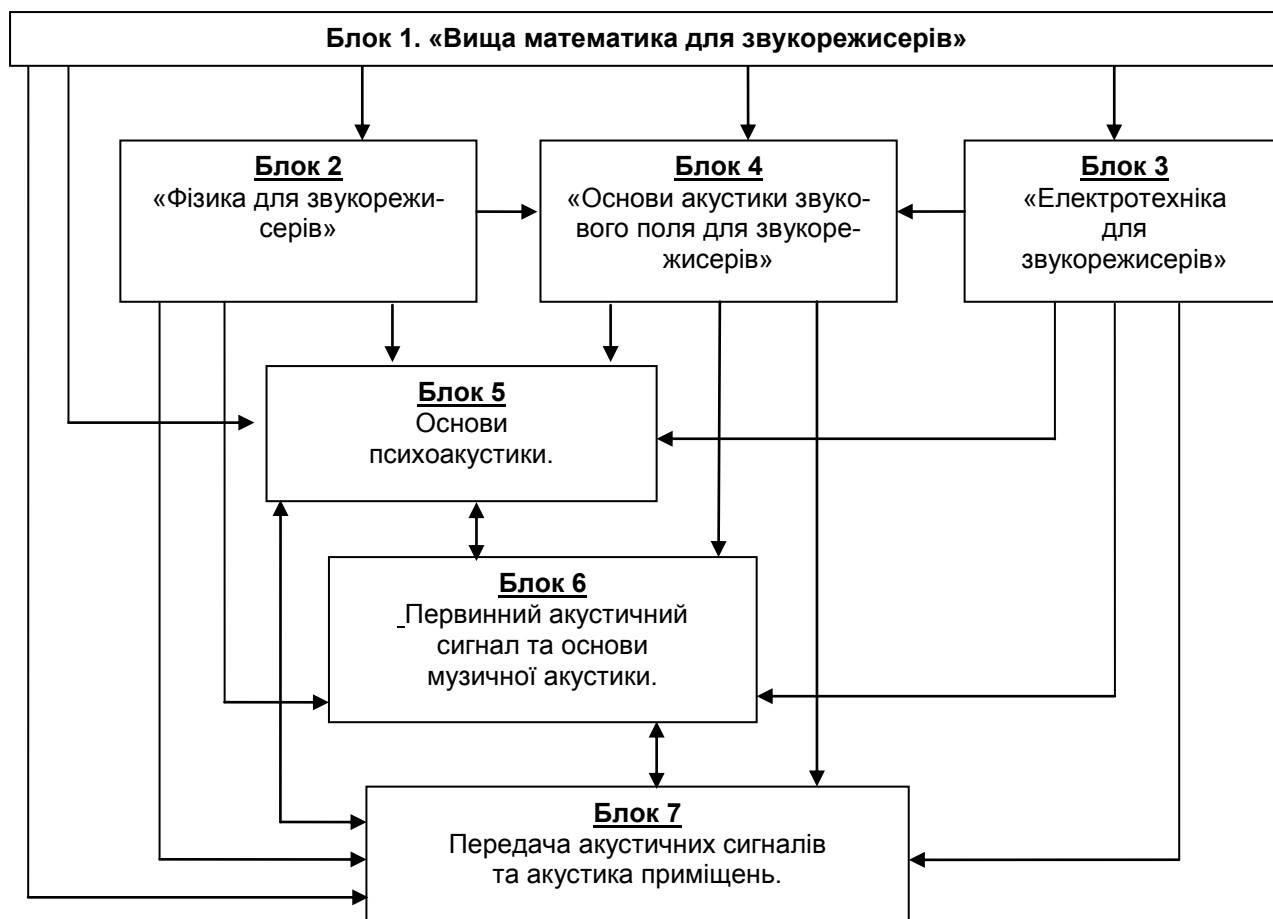 Блок 1. «Вища математика для звукорежисерів»
Блок 2
«Фізика для звукорежи-
серів»
Блок 4
«Основи акустики звуко-
вого поля для звукоре-
жисерів»
Блок 3
«Електротехніка
для
звукорежисерів»
Блок 5
Основи
психоакустики.
Блок 6
Первинний акустичний
сигнал та основи
музичної акустики.
Блок 7
Передача акустичних сигналів
та акустика приміщень.